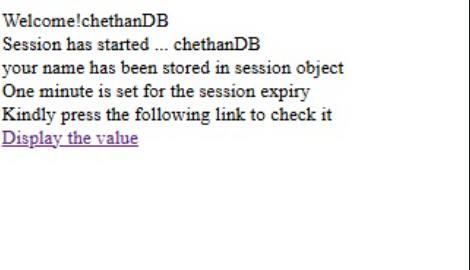 Welcome!chethanDB
Session has started ... chethanDB
your name has been stored in session object
One minute is set for the session expiry
Kindly press the following link to check it
Display the value